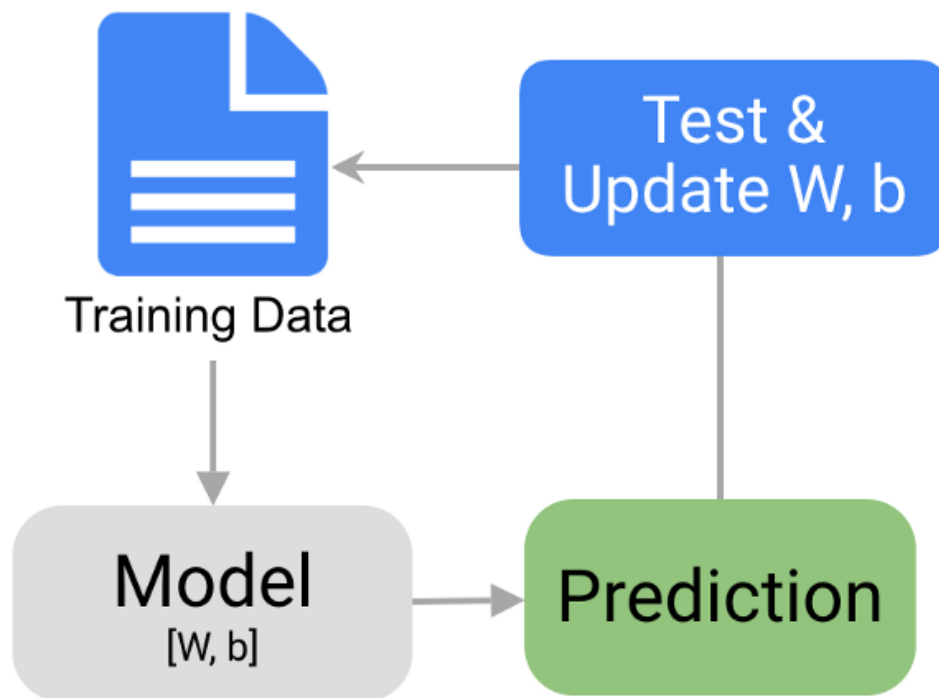 Test &
Update W, b
Training Data
Model
[W, b]
Prediction